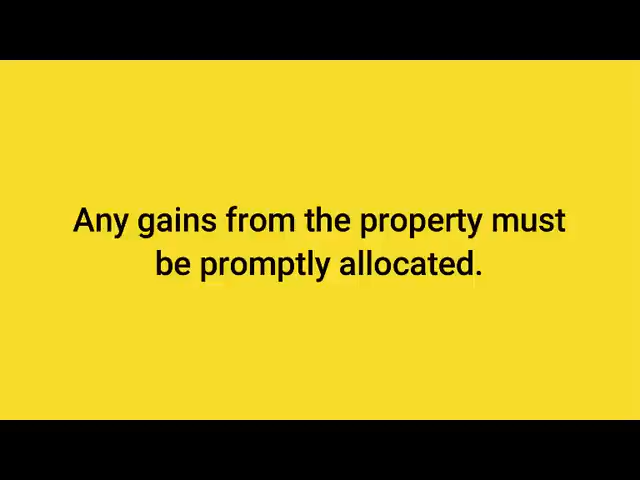 Any gains from the property must
be promptly allocated.